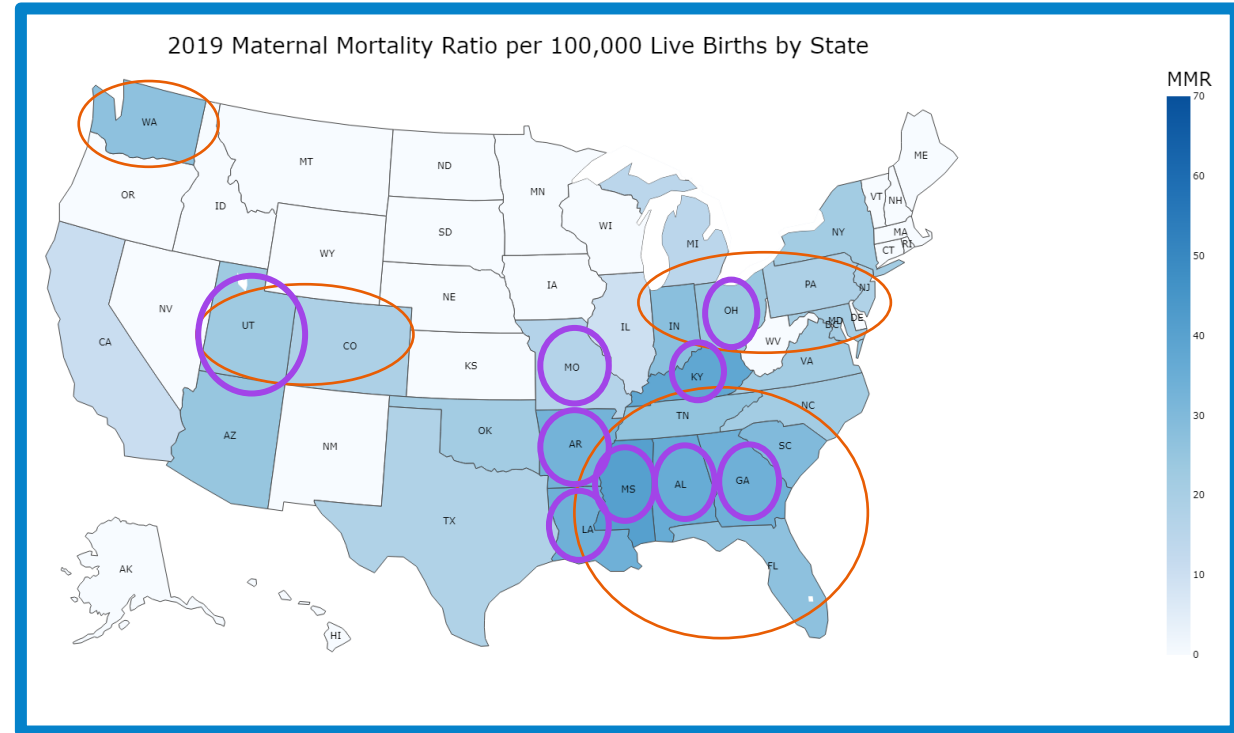 2019 Maternal Mortality Ratio per 100,000 Live Births by State
MMR
70
60
50
40
30
20
10
0
WA
MT
ND
ME
OR
ID
MN
VT
NH
SD
WI
NY
MA
WY
MI
CT
RI
IA
PA
NJ
NE
NV
OH
UT
IL
IN
MD
DE
DC
CA
CO
WV
VA
KS
MO
KY
NC
TN
AZ
OK
AR
SC
NM
GA
AL
MS
TX
LA
FL
AK
HI